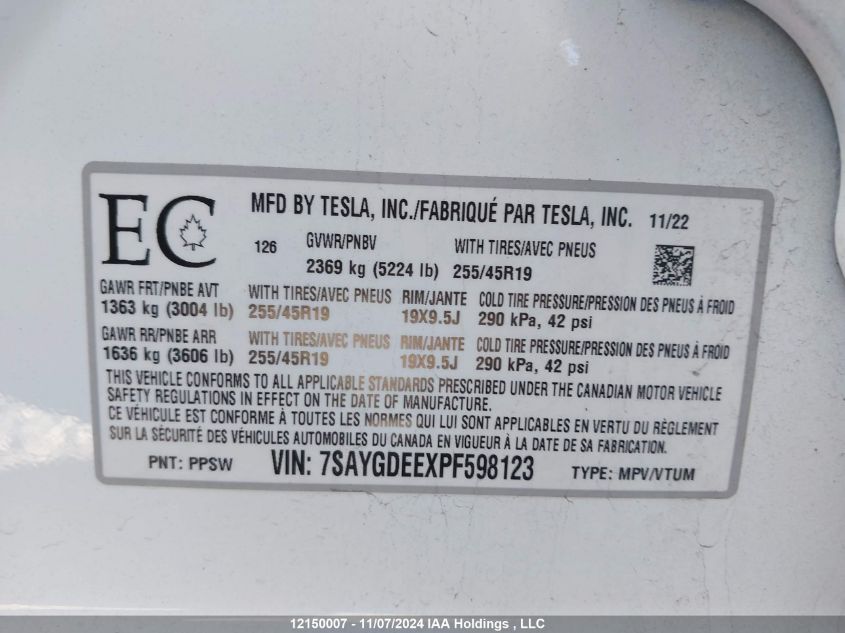 EC
MFD BY TESLA, INC./FABRIQUÉ PAR TESLA, INC. 11/22
126 GVWR/PNBV WITH TIRES/AVEC PNEUS
2369 kg (5224 lb) 255/45R19
GAWR FRT/PNBE AVT WITH TIRES/AVEC PNEUS RIM/JANTE COLD TIRE PRESSURE/PRESSION DES PNEUS À FROID
1363 kg (3004 lb) 255/45R19 19X9.5J 290 kPa, 42 psi
GAWR RR/PNBE ARR WITH TIRES/AVEC PNEUS RIM/JANTE COLD TIRE PRESSURE/PRESSION DES PNEUS À FROID
1636 kg (3606 lb) 255/45R19 19X9.5J 290 kPa, 42 psi
THIS VEHICLE CONFORMS TO ALL APPLICABLE STANDARDS PRESCRIBED UNDER THE CANADIAN MOTOR VEHICLE
SAFETY REGULATIONS IN EFFECT ON THE DATE OF MANUFACTURE.
CE VÉHICULE EST CONFORME À TOUTES LES NORMES QUI LUI SONT APPLICABLES EN VERTU DU RÈGLEMENT
SUR LA SÉCURITÉ DES VÉHICULES AUTOMOBILES DU CANADA EN VIGUEUR À LA DATE DE SA FABRICATION.
PNT: PPSW VIN: 7SAYGDEEXPF598123 TYPE: MPV/VTUM
12150007 - 11/07/2024 IAA Holdings , LLC